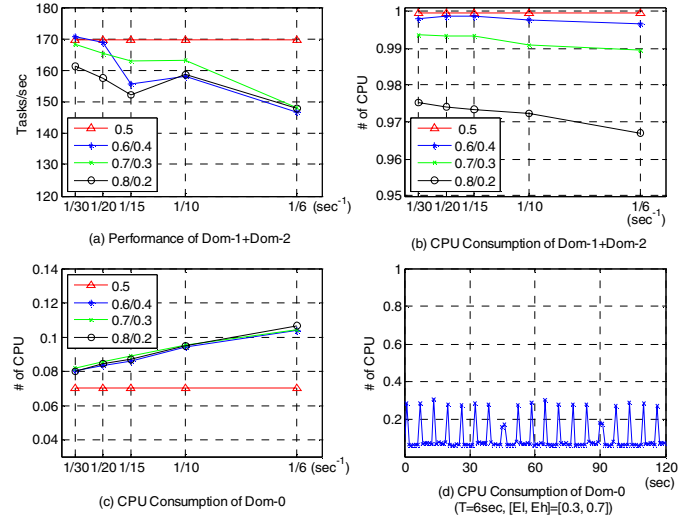 Tasks/sec
180
170
160
150
140
130
120
0.5
0.6/0.4
0.7/0.3
0.8/0.2
1/30 1/20 1/15 1/10 1/6 (sec⁻¹)
(a) Performance of Dom-1+Dom-2
# of CPU
1
0.99
0.98
0.97
0.96
0.95
0.5
0.6/0.4
0.7/0.3
0.8/0.2
1/30 1/20 1/15 1/10 1/6
(sec⁻¹)
(b) CPU Consumption of Dom-1+Dom-2
# of CPU
0.14
0.12
0.1
0.08
0.06
0.04
0.5
0.6/0.4
0.7/0.3
0.8/0.2
1/30 1/20 1/15 1/10 1/6 (sec⁻¹)
(c) CPU Consumption of Dom-0
# of CPU
1
0.8
0.6
0.4
0.2
0 30 60 90 120
(sec)
(d) CPU Consumption of Dom-0
(T=6sec, [El, Eh]=[0.3, 0.7])